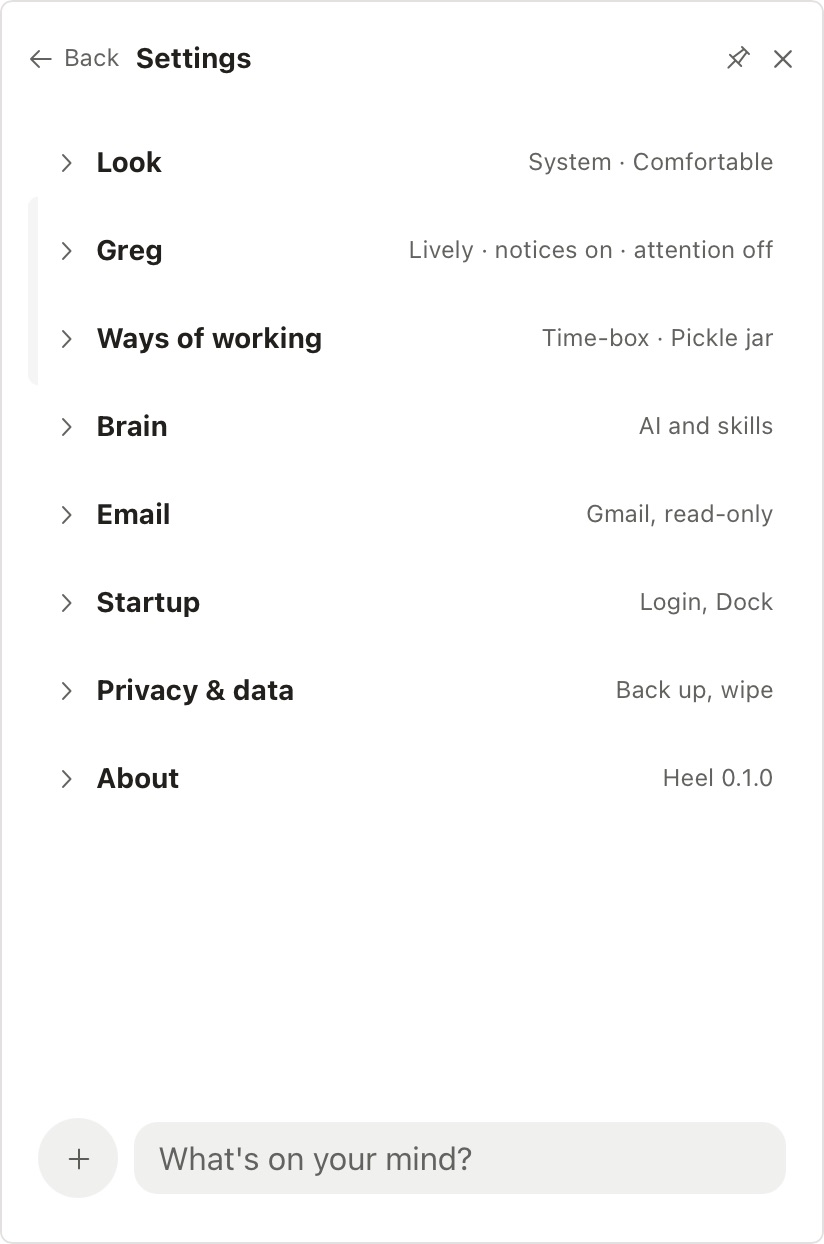 Back Settings
Look System · Comfortable
Greg Lively · notices on · attention off
Ways of working Time-box · Pickle jar
Brain AI and skills
Email Gmail, read-only
Startup Login, Dock
Privacy & data Back up, wipe
About Heel 0.1.0
What's on your mind?